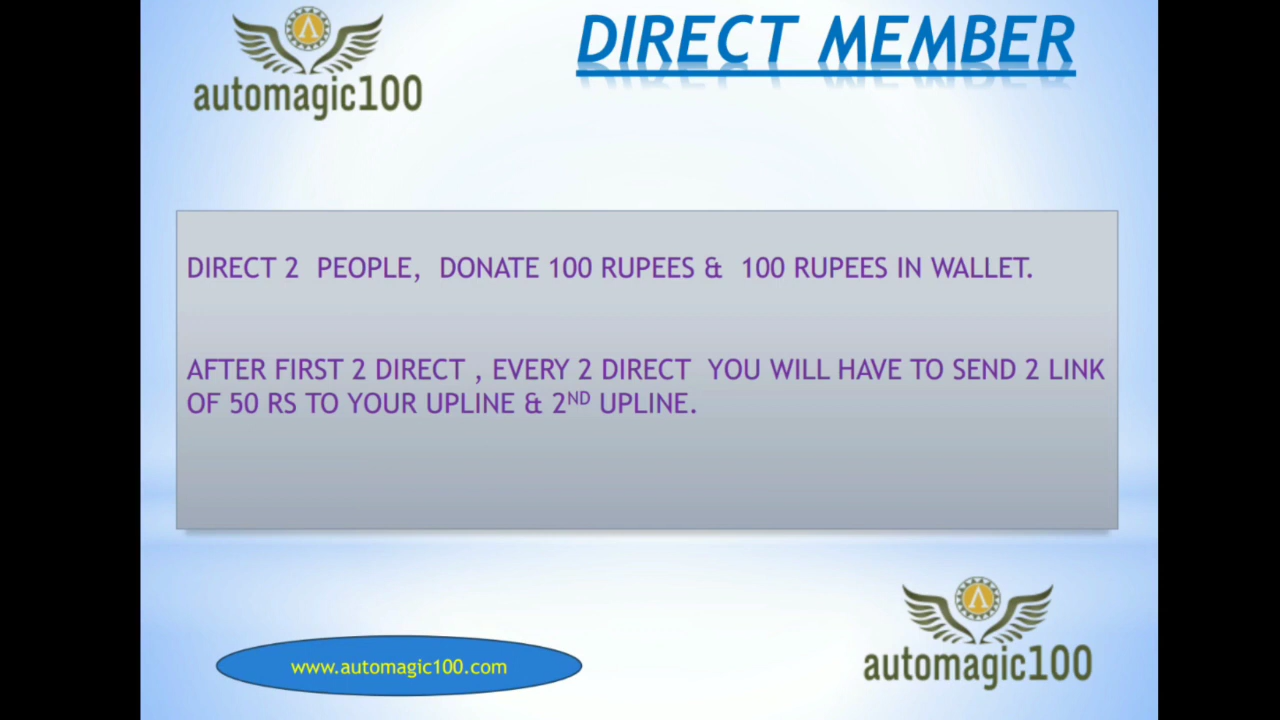 automagic100
DIRECT MEMBER
DIRECT 2 PEOPLE, DONATE 100 RUPEES & 100 RUPEES IN WALLET.
AFTER FIRST 2 DIRECT , EVERY 2 DIRECT YOU WILL HAVE TO SEND 2 LINK
OF 50 RS TO YOUR UPLINE & 2ND UPLINE.
www.automagic100.com
automagic100